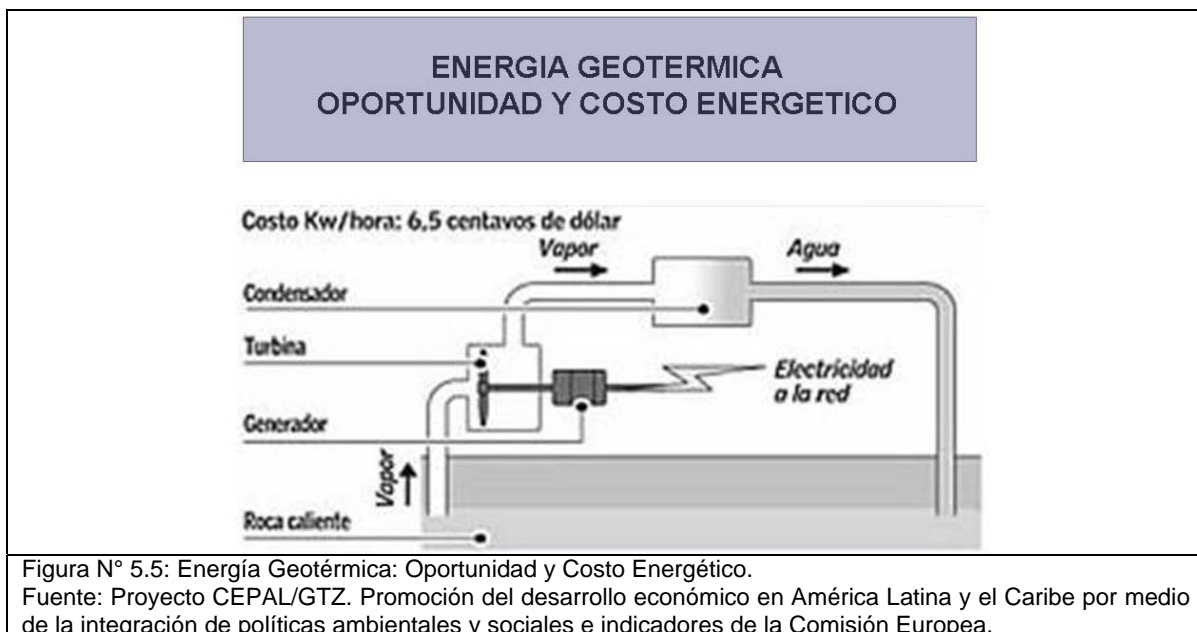 ENERGIA GEOTERMICA
OPORTUNIDAD Y COSTO ENERGETICO
Costo Kw/hora: 6,5 centavos de dólar
Vapor
Agua
Condensador
Turbina
Electricidad
a la red
Generador
Vapor
Roca caliente
Figura N° 5.5: Energía Geotérmica: Oportunidad y Costo Energético.
Fuente: Proyecto CEPAL/GTZ. Promoción del desarrollo económico en América Latina y el Caribe por medio
de la integración de políticas ambientales y sociales e indicadores de la Comisión Europea.